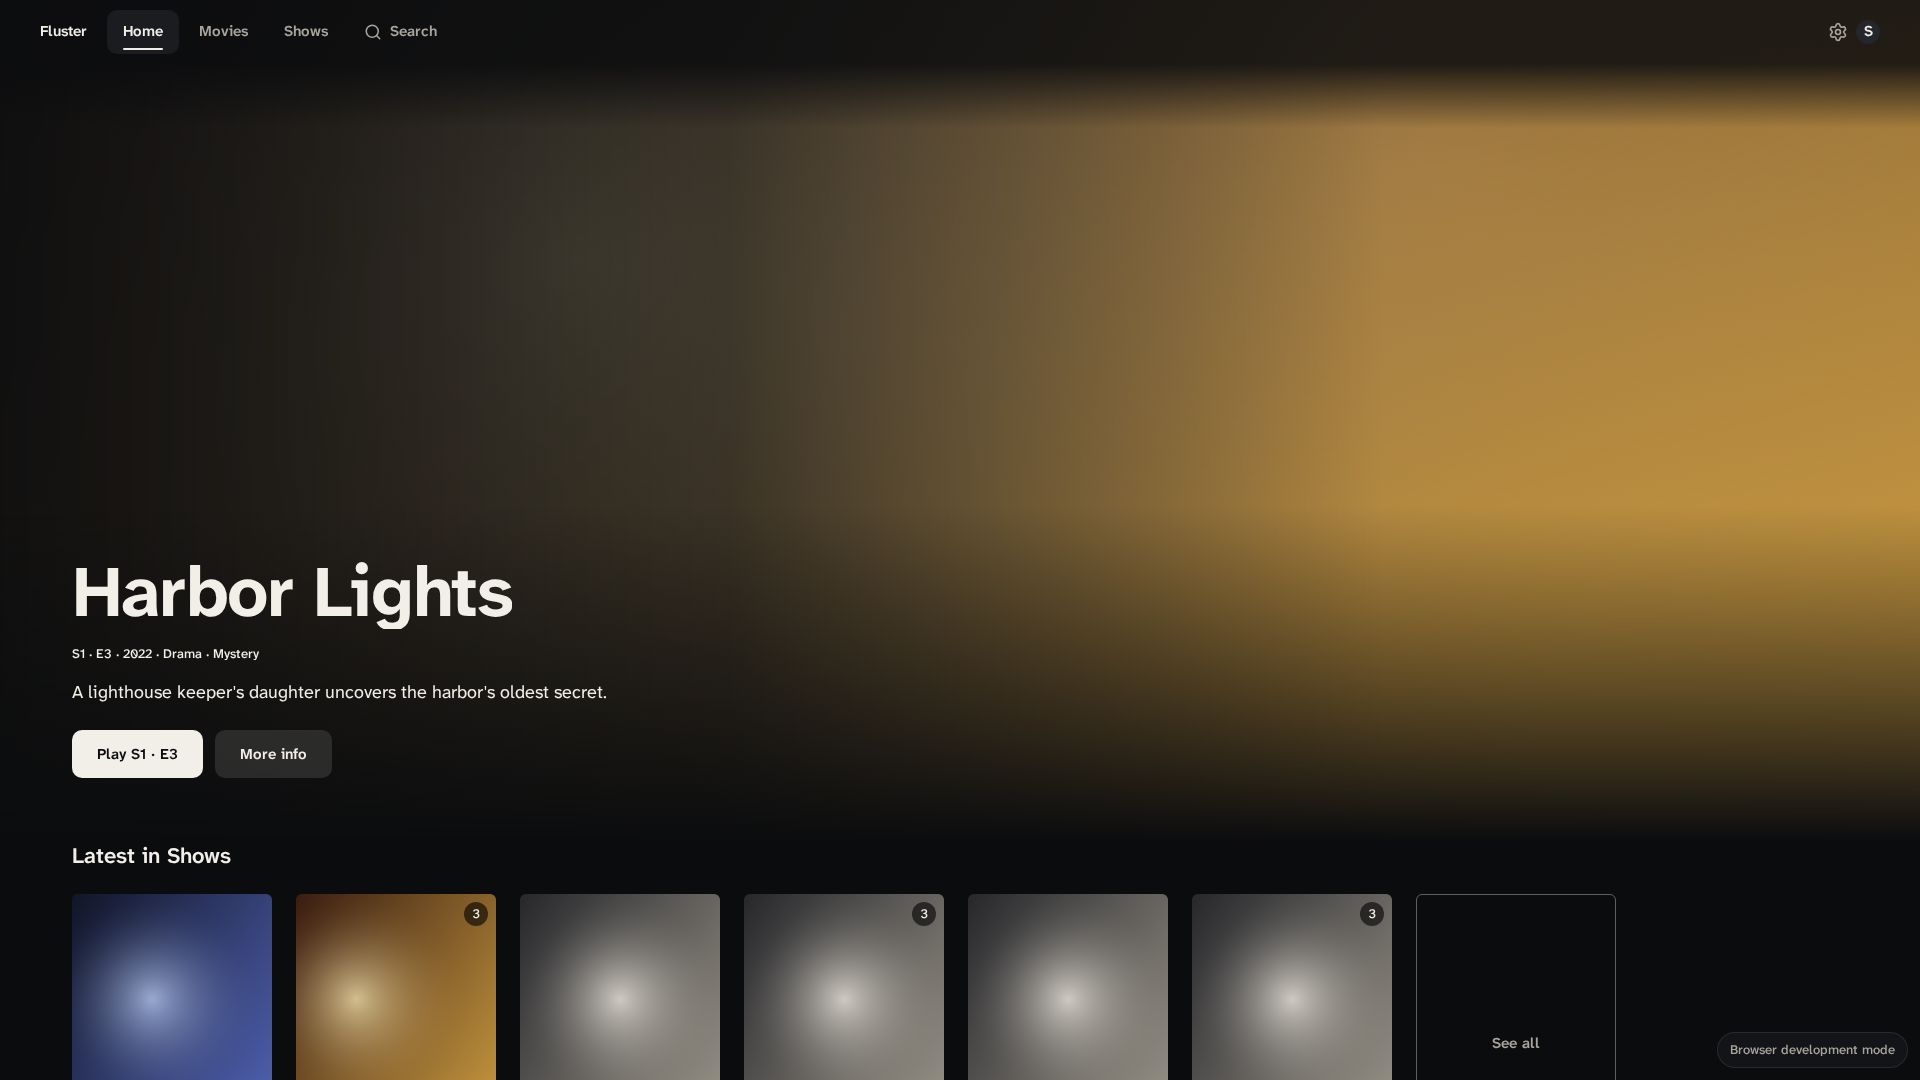 Fluster Home Movies Shows Search S
Harbor Lights
S1 · E3 · 2022 · Drama · Mystery
A lighthouse keeper's daughter uncovers the harbor's oldest secret.
Play S1 · E3 More info
Latest in Shows
3 3 3
See all
Browser development mode